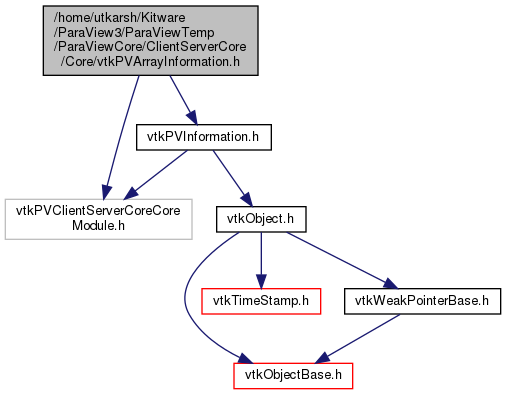 /home/utkarsh/Kitware
/ParaView3/ParaViewTemp
/ParaViewCore/ClientServerCore
/Core/vtkPVArrayInformation.h
vtkPVInformation.h
vtkPVClientServerCoreCore
Module.h
vtkObject.h
vtkTimeStamp.h
vtkWeakPointerBase.h
vtkObjectBase.h